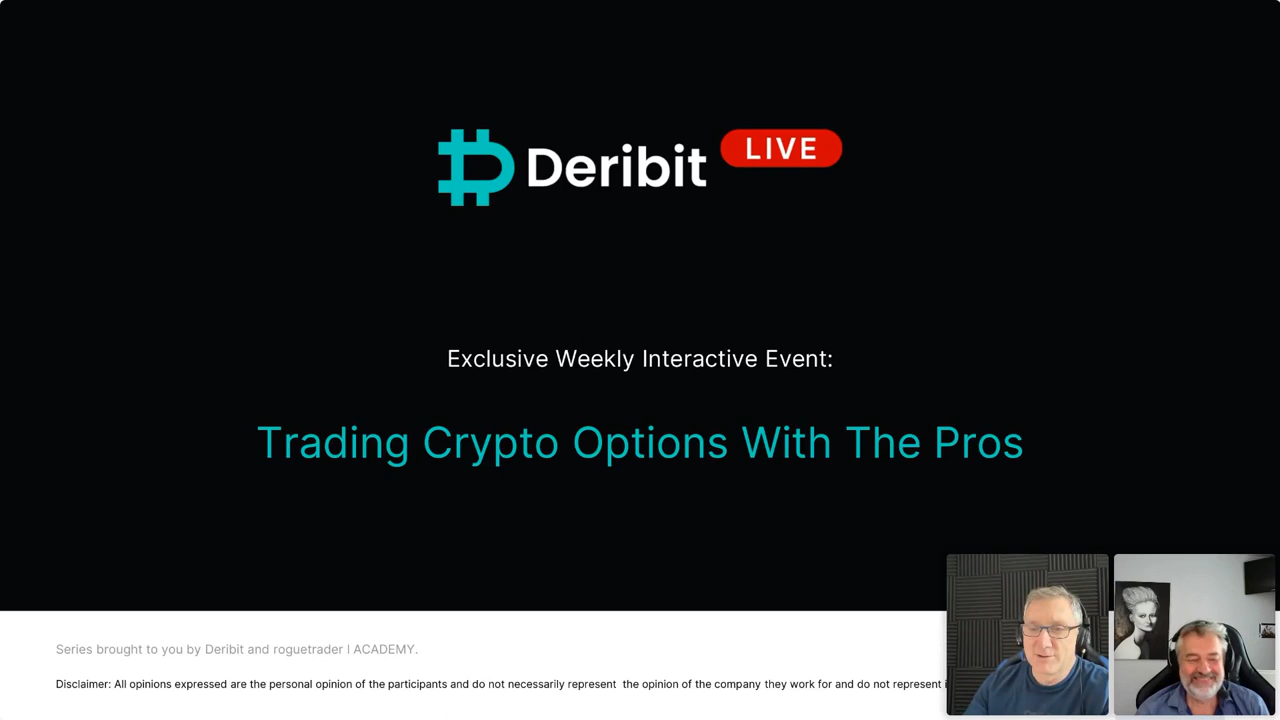 Deribit LIVE
Exclusive Weekly Interactive Event:
Trading Crypto Options With The Pros
Series brought to you by Deribit and roguetrader | ACADEMY.
Disclaimer: All opinions expressed are the personal opinion of the participants and do not necessarily represent the opinion of the company they work for and do not represent